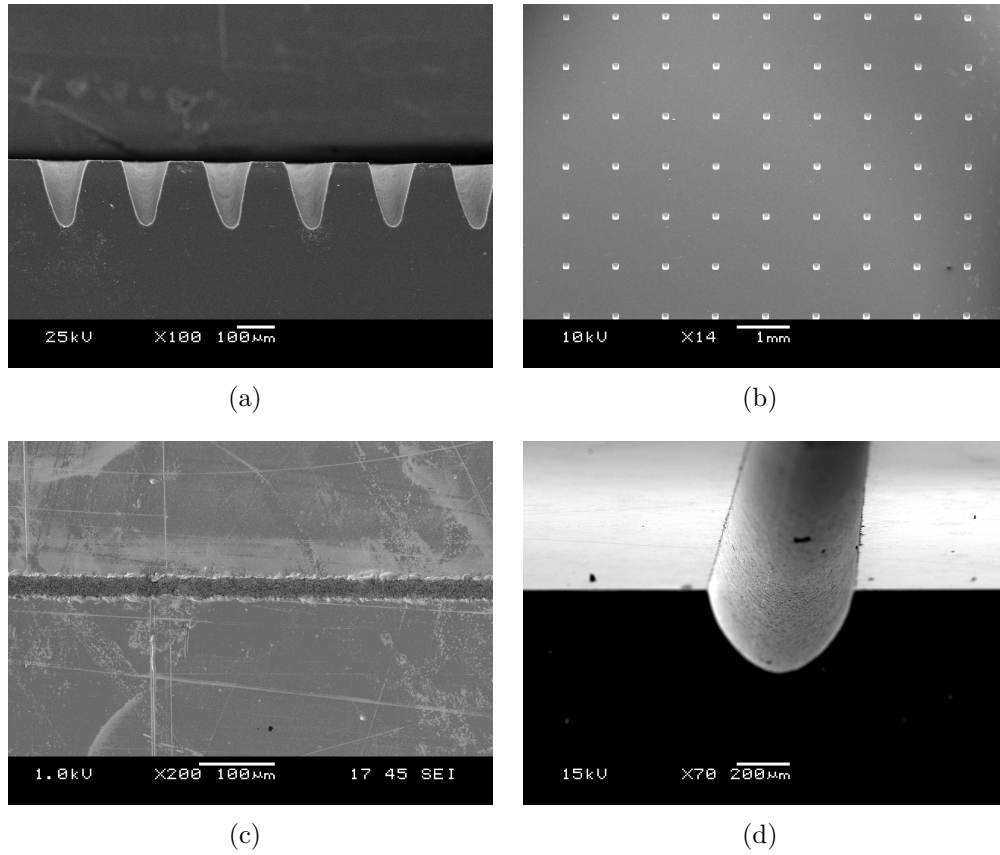 25kV X100 100μm
10kV X14 1mm
(a)
(b)
1.0kV X200 100μm 17 45 SEI
15kV X70 200μm
(c)
(d)